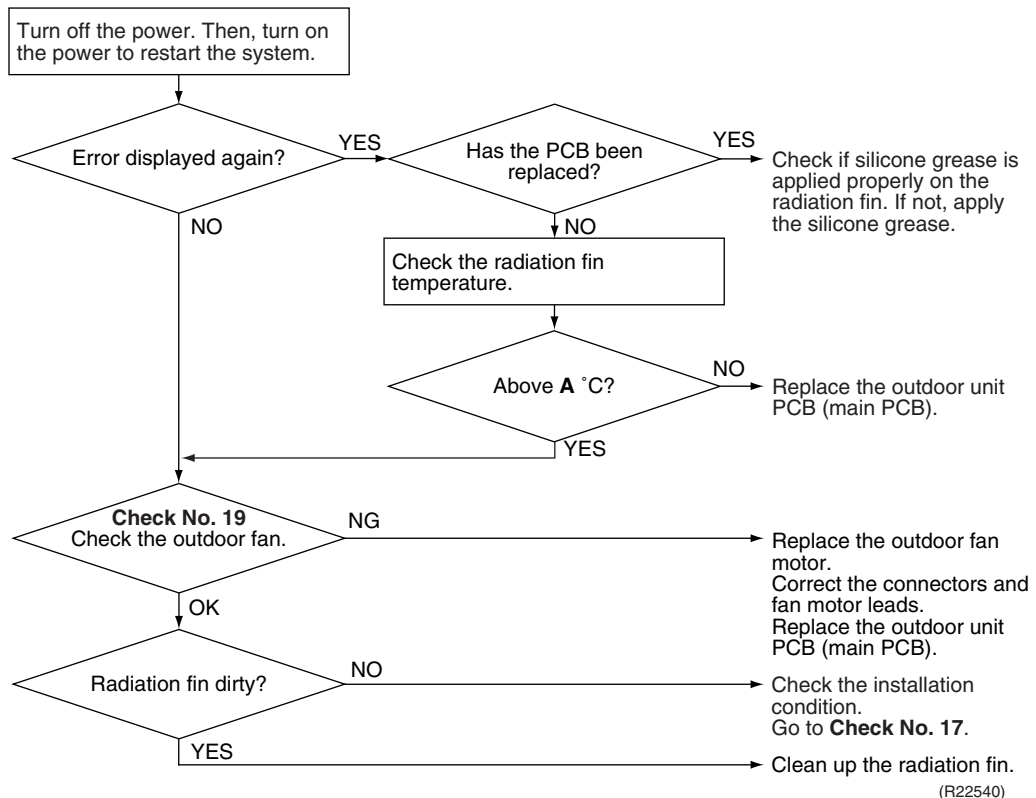 Turn off the power. Then, turn on
the power to restart the system.
Error displayed again?
YES
Has the PCB been
replaced?
YES
Check if silicone grease is
applied properly on the
radiation fin. If not, apply
the silicone grease.
NO
NO
Check the radiation fin
temperature.
Above A ˚C?
NO
Replace the outdoor unit
PCB (main PCB).
YES
Check No. 19
Check the outdoor fan.
NG
Replace the outdoor fan
motor.
Correct the connectors and
fan motor leads.
Replace the outdoor unit
PCB (main PCB).
OK
Radiation fin dirty?
NO
Check the installation
condition.
Go to Check No. 17.
YES
Clean up the radiation fin.
(R22540)